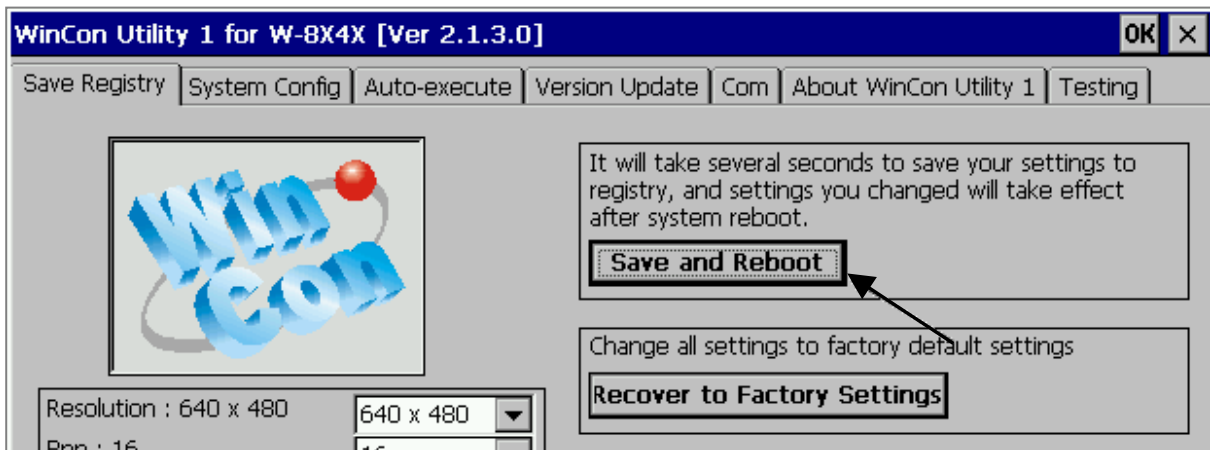 WinCon Utility 1 for W-8X4X [Ver 2.1.3.0] OK ×
Save Registry System Config Auto-execute Version Update Com About WinCon Utility 1 Testing
Win
Con
It will take several seconds to save your settings to
registry, and settings you changed will take effect
after system reboot.
Save and Reboot
Change all settings to factory default settings
Recover to Factory Settings
Resolution : 640 x 480 640 x 480
Bpp : 16 16